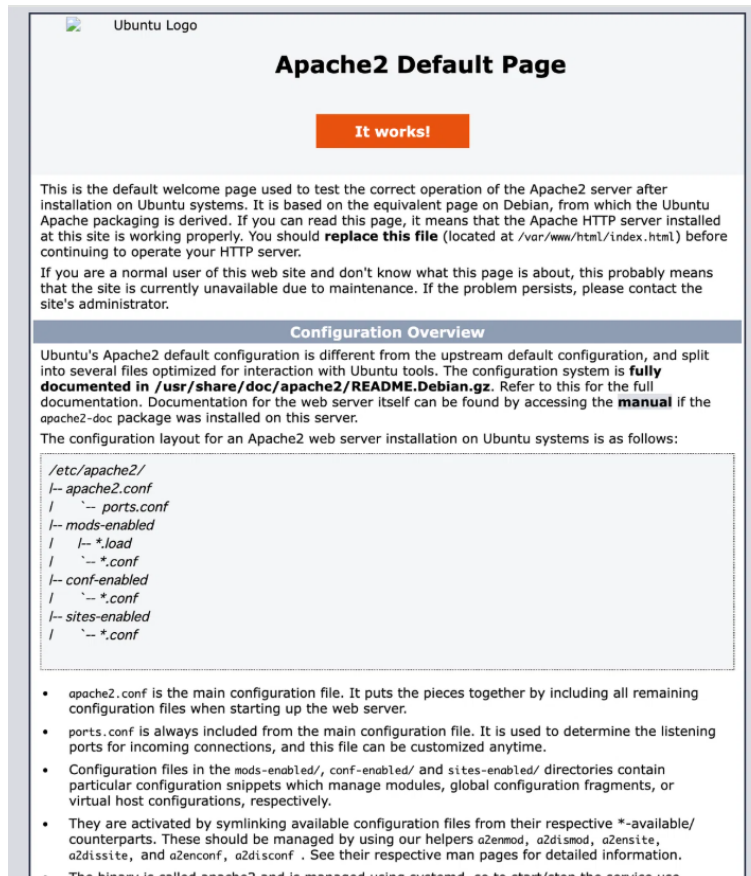 Ubuntu Logo
Apache2 Default Page
It works!
This is the default welcome page used to test the correct operation of the Apache2 server after
installation on Ubuntu systems. It is based on the equivalent page on Debian, from which the Ubuntu
Apache packaging is derived. If you can read this page, it means that the Apache HTTP server installed
at this site is working properly. You should replace this file (located at /var/www/html/index.html) before
continuing to operate your HTTP server.
If you are a normal user of this web site and don't know what this page is about, this probably means
that the site is currently unavailable due to maintenance. If the problem persists, please contact the
site's administrator.
Configuration Overview
Ubuntu's Apache2 default configuration is different from the upstream default configuration, and split
into several files optimized for interaction with Ubuntu tools. The configuration system is fully
documented in /usr/share/doc/apache2/README.Debian.gz. Refer to this for the full
documentation. Documentation for the web server itself can be found by accessing the manual if the
apache2-doc package was installed on this server.
The configuration layout for an Apache2 web server installation on Ubuntu systems is as follows:
/etc/apache2/
|-- apache2.conf
|       `--  ports.conf
|-- mods-enabled
|       |-- *.load
|       `-- *.conf
|-- conf-enabled
|       `-- *.conf
|-- sites-enabled
|       `-- *.conf
• apache2.conf is the main configuration file. It puts the pieces together by including all remaining
configuration files when starting up the web server.
• ports.conf is always included from the main configuration file. It is used to determine the listening
ports for incoming connections, and this file can be customized anytime.
• Configuration files in the mods-enabled/, conf-enabled/ and sites-enabled/ directories contain
particular configuration snippets which manage modules, global configuration fragments, or
virtual host configurations, respectively.
• They are activated by symlinking available configuration files from their respective *-available/
counterparts. These should be managed by using our helpers a2enmod, a2dismod, a2ensite,
a2dissite, and a2enconf, a2disconf . See their respective man pages for detailed information.
• The binary is called apache2 and is managed using systemd, so to start/stop the service use